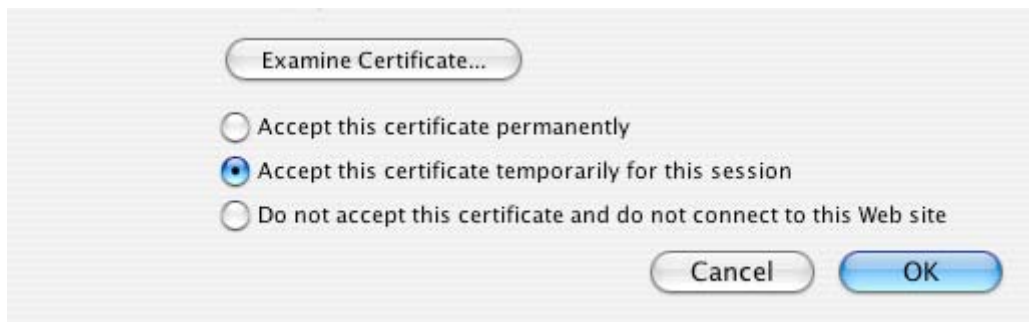 Examine Certificate...
Accept this certificate permanently
Accept this certificate temporarily for this session
Do not accept this certificate and do not connect to this Web site
Cancel OK